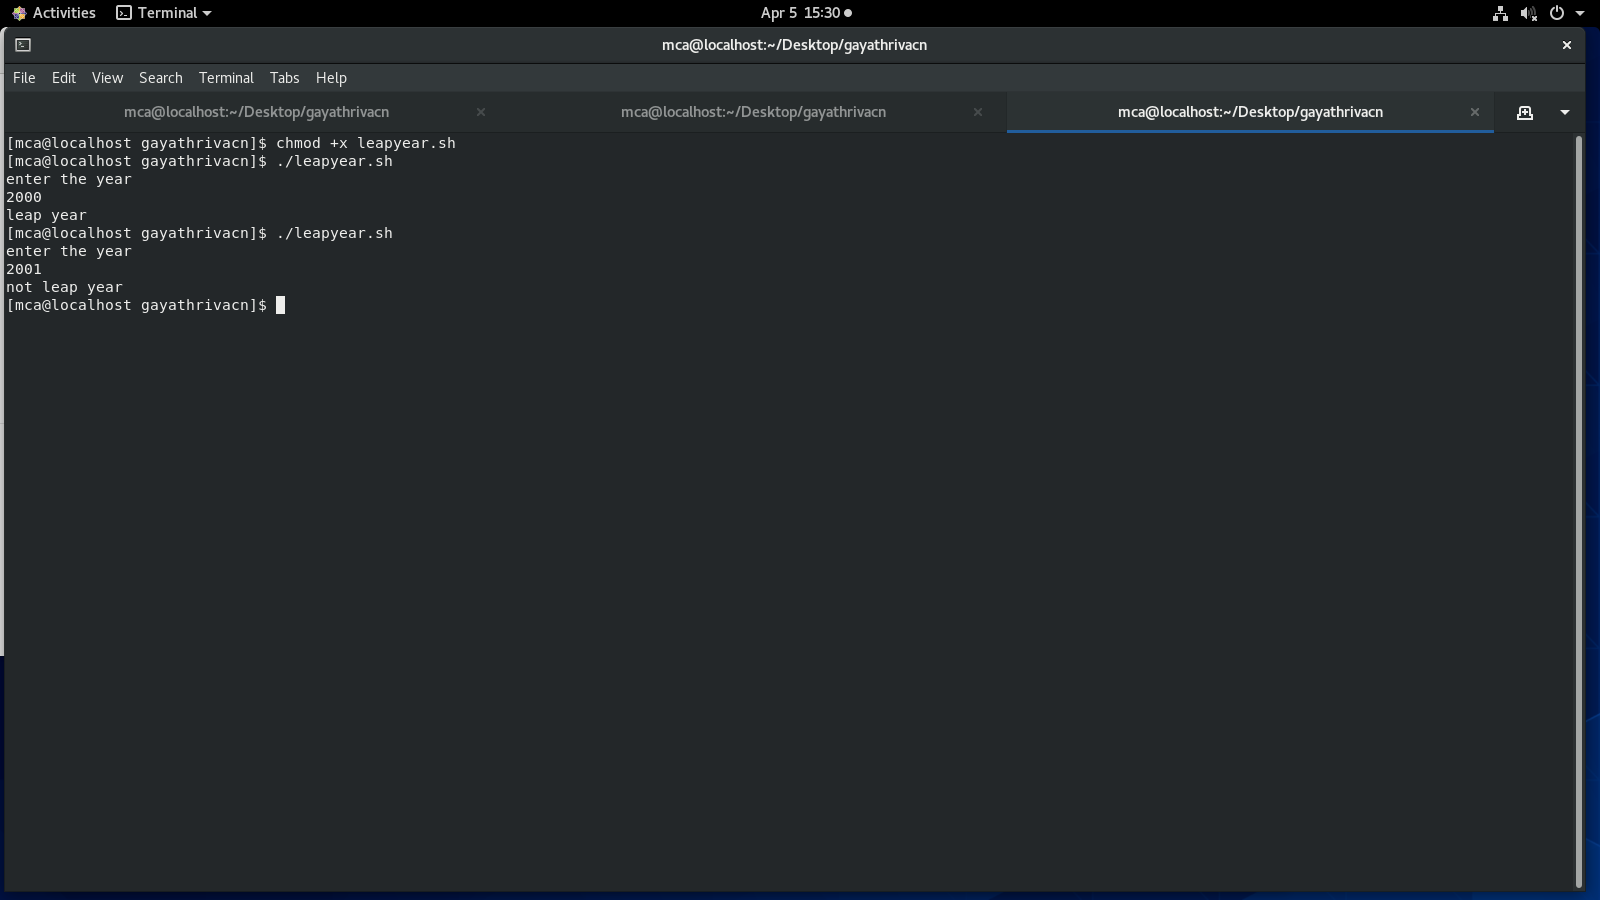 Activities Terminal Apr 5 15:30
mca@localhost:~/Desktop/gayathrivacn
File Edit View Search Terminal Tabs Help
mca@localhost:~/Desktop/gayathrivacn mca@localhost:~/Desktop/gayathrivacn mca@localhost:~/Desktop/gayathrivacn
[mca@localhost gayathrivacn]$ chmod +x leapyear.sh
[mca@localhost gayathrivacn]$ ./leapyear.sh
enter the year
2000
leap year
[mca@localhost gayathrivacn]$ ./leapyear.sh
enter the year
2001
not leap year
[mca@localhost gayathrivacn]$